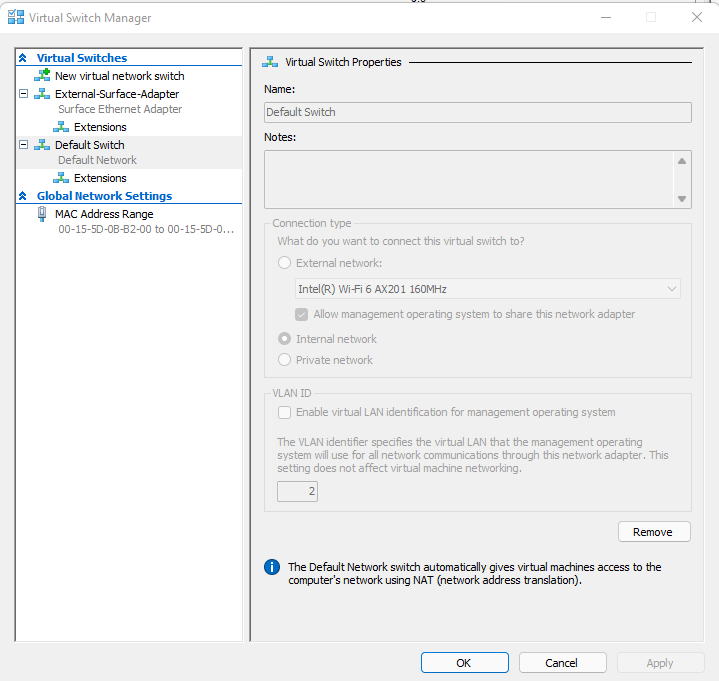 Virtual Switch Manager
Virtual Switches
New virtual network switch
External-Surface-Adapter
Surface Ethernet Adapter
Extensions
Default Switch
Default Network
Extensions
Global Network Settings
MAC Address Range
00-15-5D-0B-B2-00 to 00-15-5D-0...
Virtual Switch Properties
Name:
Default Switch
Notes:
Connection type
What do you want to connect this virtual switch to?
External network:
Intel(R) Wi-Fi 6 AX201 160MHz
Allow management operating system to share this network adapter
Internal network
Private network
VLAN ID
Enable virtual LAN identification for management operating system
The VLAN identifier specifies the virtual LAN that the management operating
system will use for all network communications through this network adapter. This
setting does not affect virtual machine networking.
2
Remove
The Default Network switch automatically gives virtual machines access to the
computer's network using NAT (network address translation).
OK
Cancel
Apply